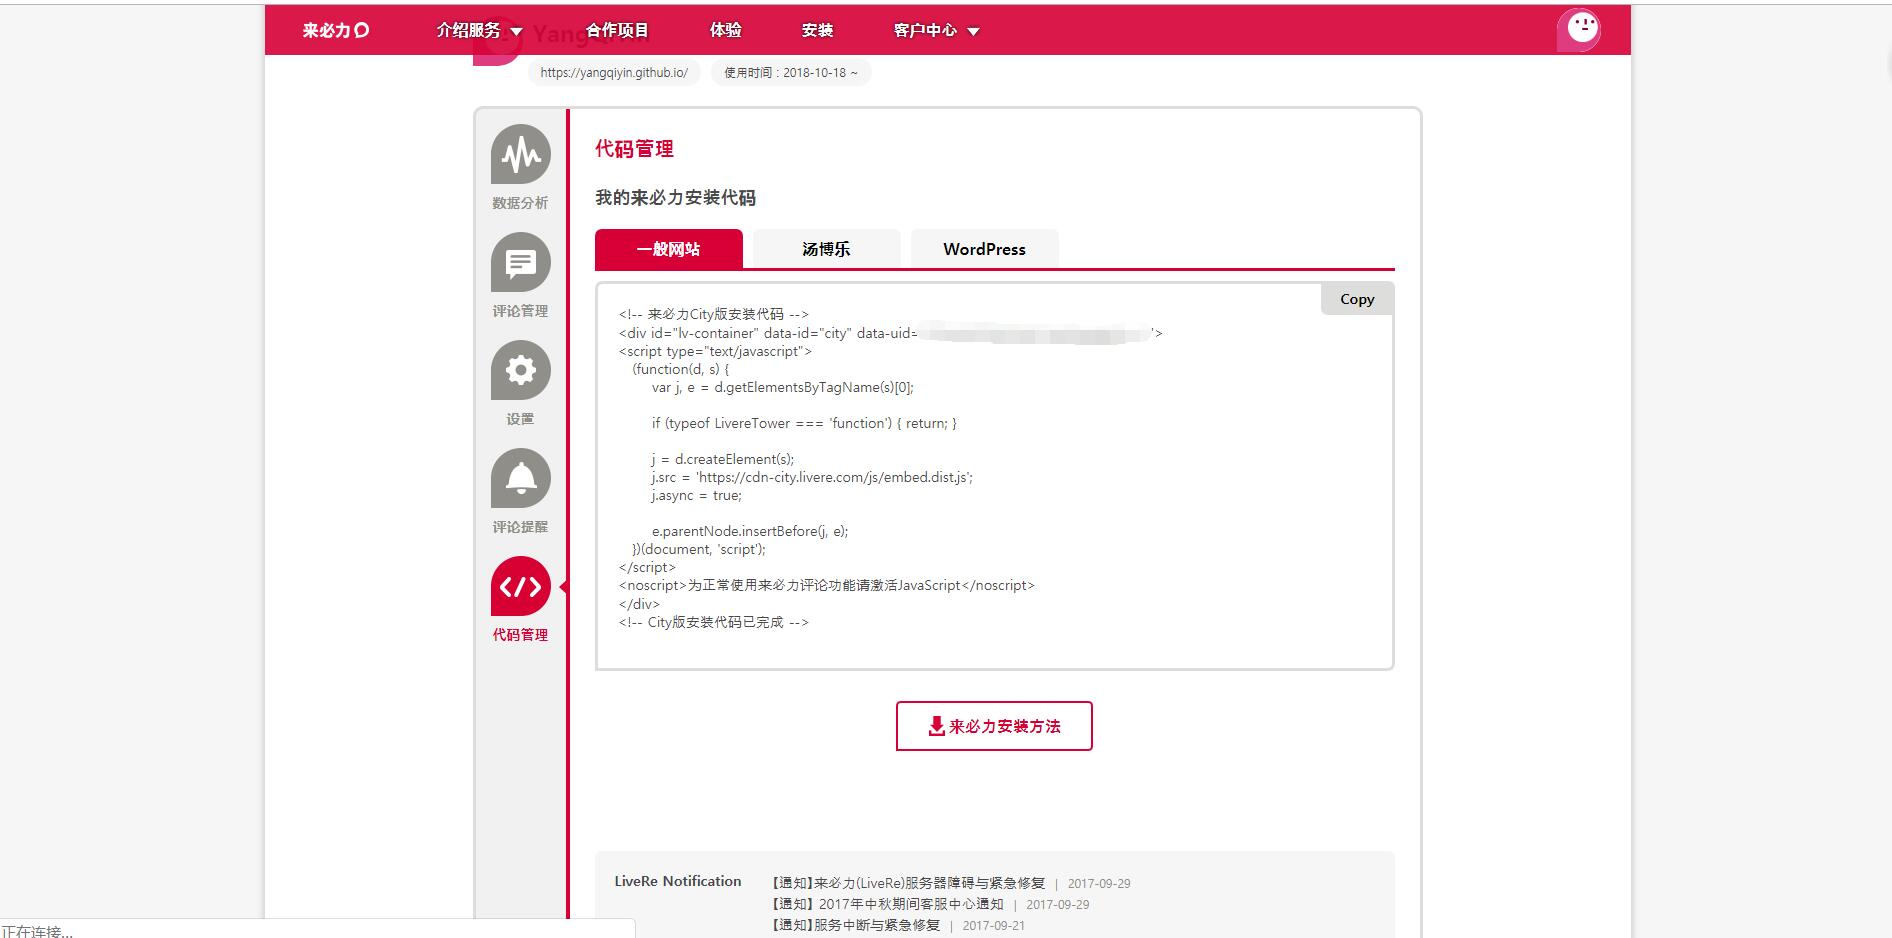 来必力
介绍服务
合作项目
体验
安装
客户中心
https://yangqiyin.github.io/
使用时间 : 2018-10-18 ~
数据分析
评论管理
设置
评论提醒
代码管理
代码管理
我的来必力安装代码
一般网站
汤博乐
WordPress
Copy
<!-- 来必力City版安装代码 -->
<div id="lv-container" data-id="city" data-uid= ">
<script type="text/javascript">
(function(d, s) {
var j, e = d.getElementsByTagName(s)[0];
if (typeof LivereTower === 'function') { return; }
j = d.createElement(s);
j.src = 'https://cdn-city.livere.com/js/embed.dist.js';
j.async = true;
e.parentNode.insertBefore(j, e);
})(document, 'script');
</script>
<noscript>为正常使用来必力评论功能请激活JavaScript</noscript>
</div>
<!-- City版安装代码已完成 -->
来必力安装方法
LiveRe Notification
【通知】来必力(LiveRe)服务器障碍与紧急修复 | 2017-09-29
【通知】 2017年中秋期间客服中心通知 | 2017-09-29
【通知】服务中断与紧急修复 | 2017-09-21
正在连接...